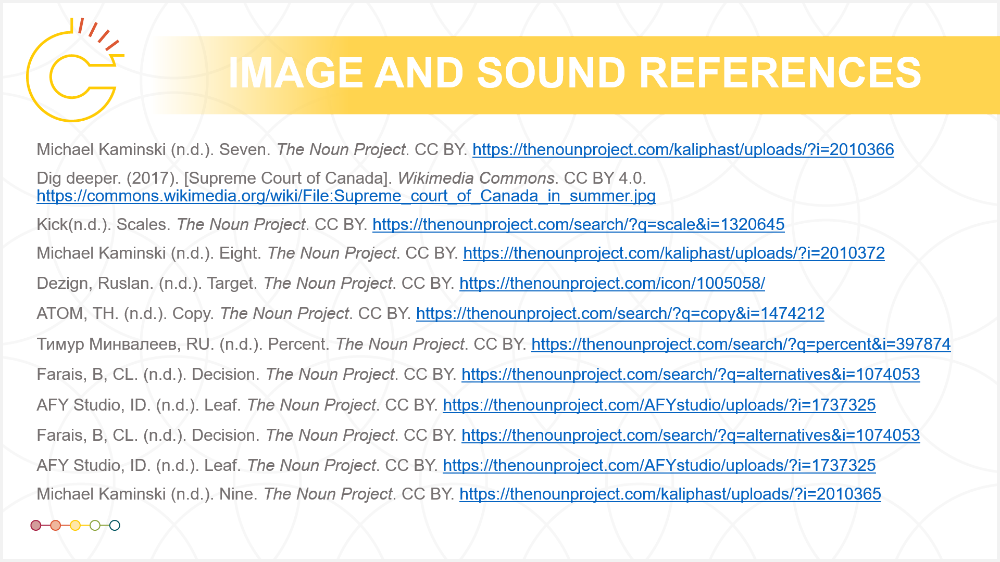 IMAGE AND SOUND REFERENCES
Michael Kaminski (n.d.). Seven. The Noun Project. CC BY. https://thenounproject.com/kaliphast/uploads/?i=2010366
Dig deeper. (2017). [Supreme Court of Canada]. Wikimedia Commons. CC BY 4.0.
https://commons.wikimedia.org/wiki/File:Supreme_court_of_Canada_in_summer.jpg
Kick(n.d.). Scales. The Noun Project. CC BY. https://thenounproject.com/search/?q=scale&i=1320645
Michael Kaminski (n.d.). Eight. The Noun Project. CC BY. https://thenounproject.com/kaliphast/uploads/?i=2010372
Dezign, Ruslan. (n.d.). Target. The Noun Project. CC BY. https://thenounproject.com/icon/1005058/
ATOM, TH. (n.d.). Copy. The Noun Project. CC BY. https://thenounproject.com/search/?q=copy&i=1474212
Тимур Минвалеев, RU. (n.d.). Percent. The Noun Project. CC BY. https://thenounproject.com/search/?q=percent&i=397874
Farais, B, CL. (n.d.). Decision. The Noun Project. CC BY. https://thenounproject.com/search/?q=alternatives&i=1074053
AFY Studio, ID. (n.d.). Leaf. The Noun Project. CC BY. https://thenounproject.com/AFYstudio/uploads/?i=1737325
Farais, B, CL. (n.d.). Decision. The Noun Project. CC BY. https://thenounproject.com/search/?q=alternatives&i=1074053
AFY Studio, ID. (n.d.). Leaf. The Noun Project. CC BY. https://thenounproject.com/AFYstudio/uploads/?i=1737325
Michael Kaminski (n.d.). Nine. The Noun Project. CC BY. https://thenounproject.com/kaliphast/uploads/?i=2010365